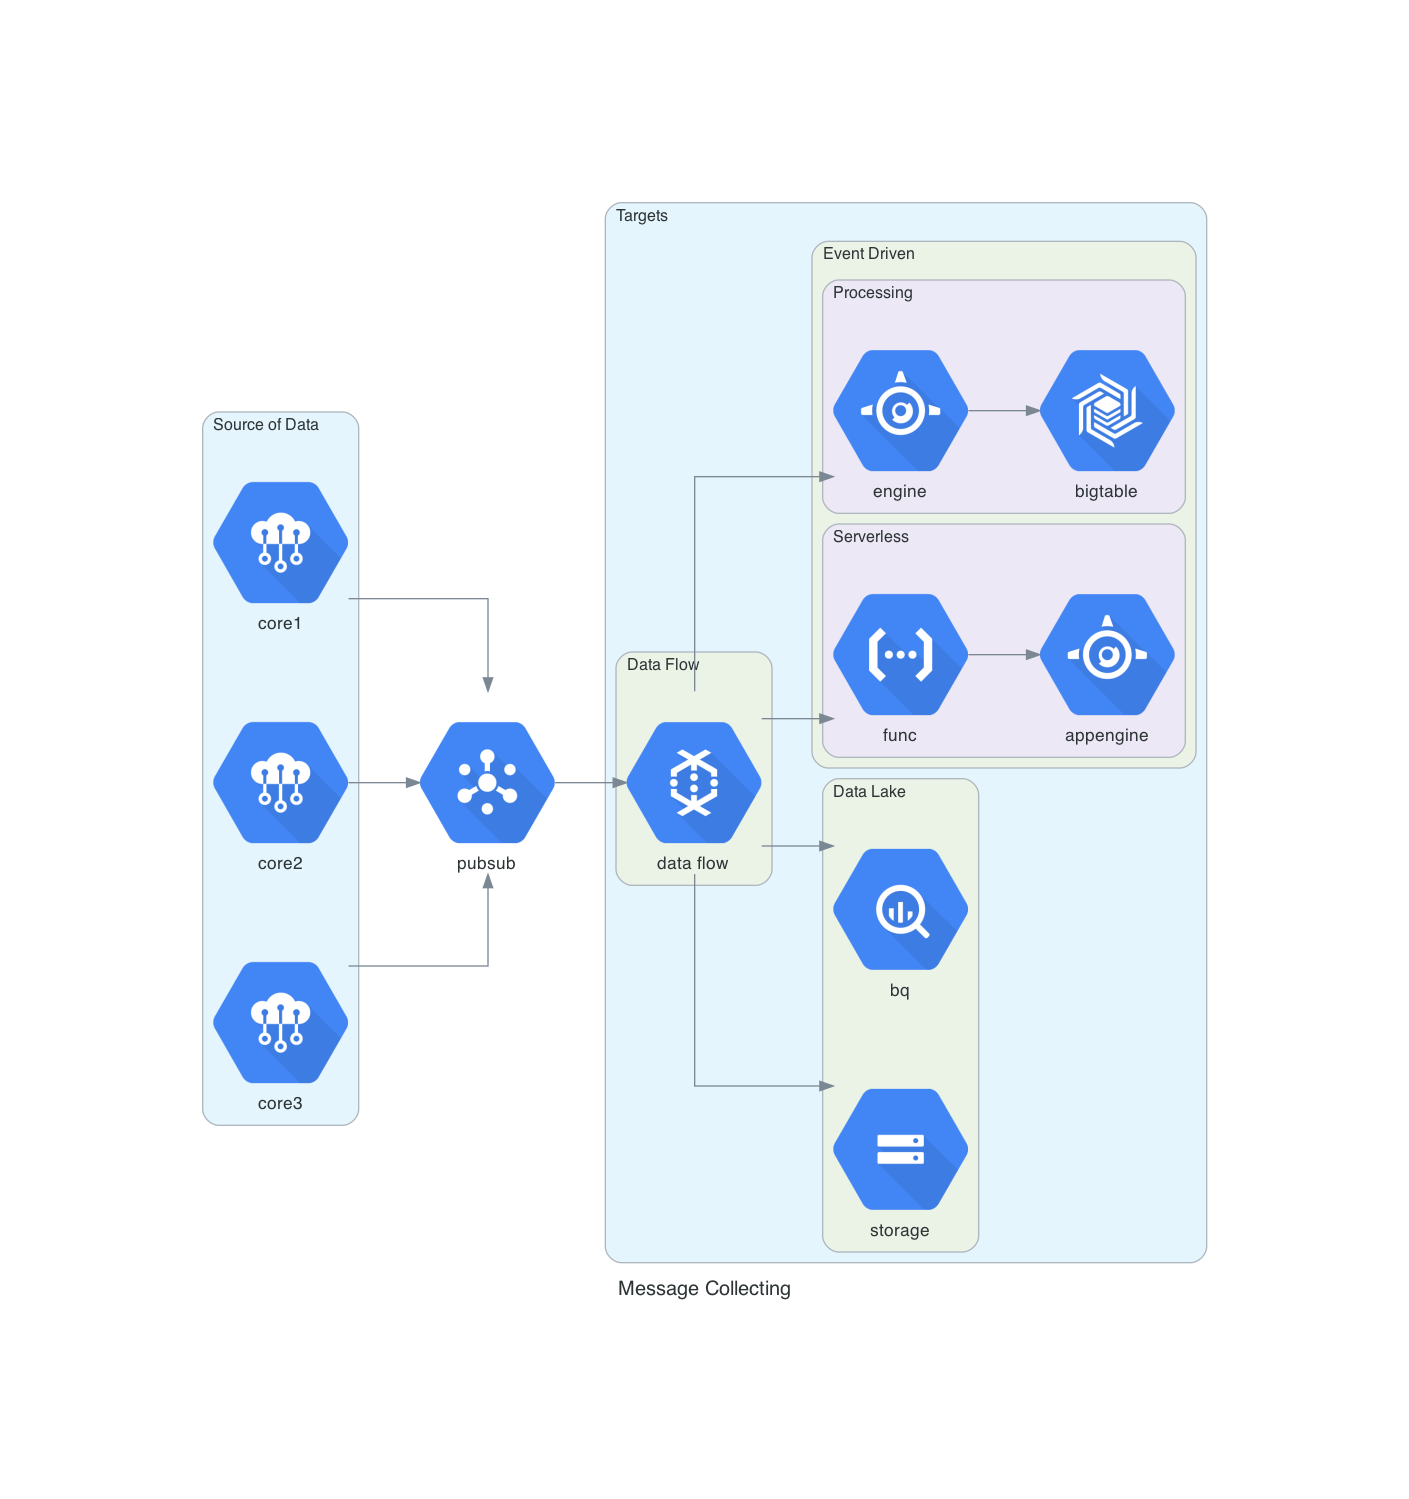 Targets
Event Driven
Processing
engine
bigtable
Source of Data
core1
core2
core3
pubsub
Data Flow
data flow
Serverless
func
appengine
Data Lake
bq
storage
Message Collecting